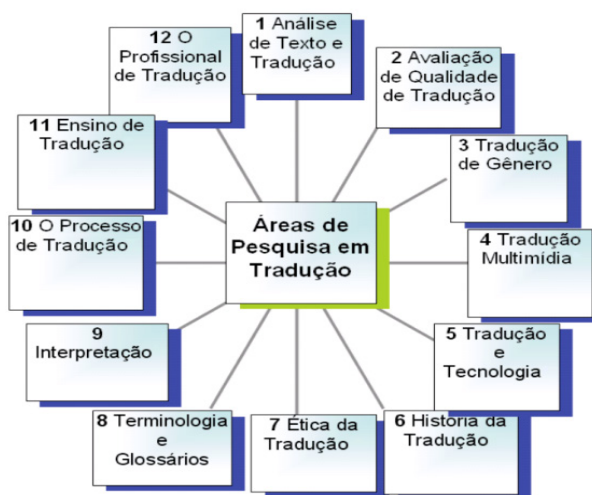 Áreas de
Pesquisa em
Tradução
1 Análise
de Texto e
Tradução
2 Avaliação
de Qualidade
de Tradução
3 Tradução
de Gênero
4 Tradução
Multimídia
5 Tradução
e
Tecnologia
6 História da
Tradução
7 Ética da
Tradução
8 Terminologia
e
Glossários
9
Interpretação
10 O Processo
de Tradução
11 Ensino de
Tradução
12 O
Profissional
de Tradução